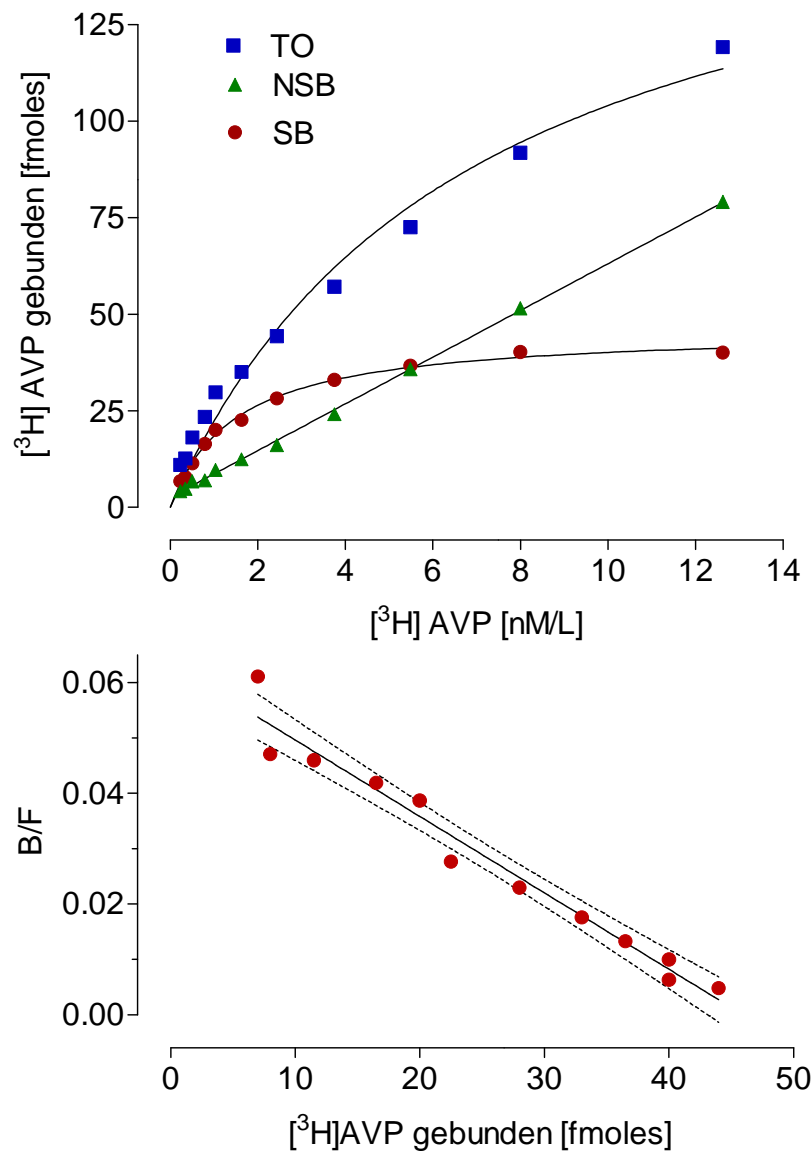 125
100
75
50
25
0
[³H] AVP gebunden [fmoles]
TO
NSB
SB
0 2 4 6 8 10 12 14
[³H] AVP [nM/L]
0.06
0.04
0.02
0.00
B/F
0 10 20 30 40 50
[³H]AVP gebunden [fmoles]